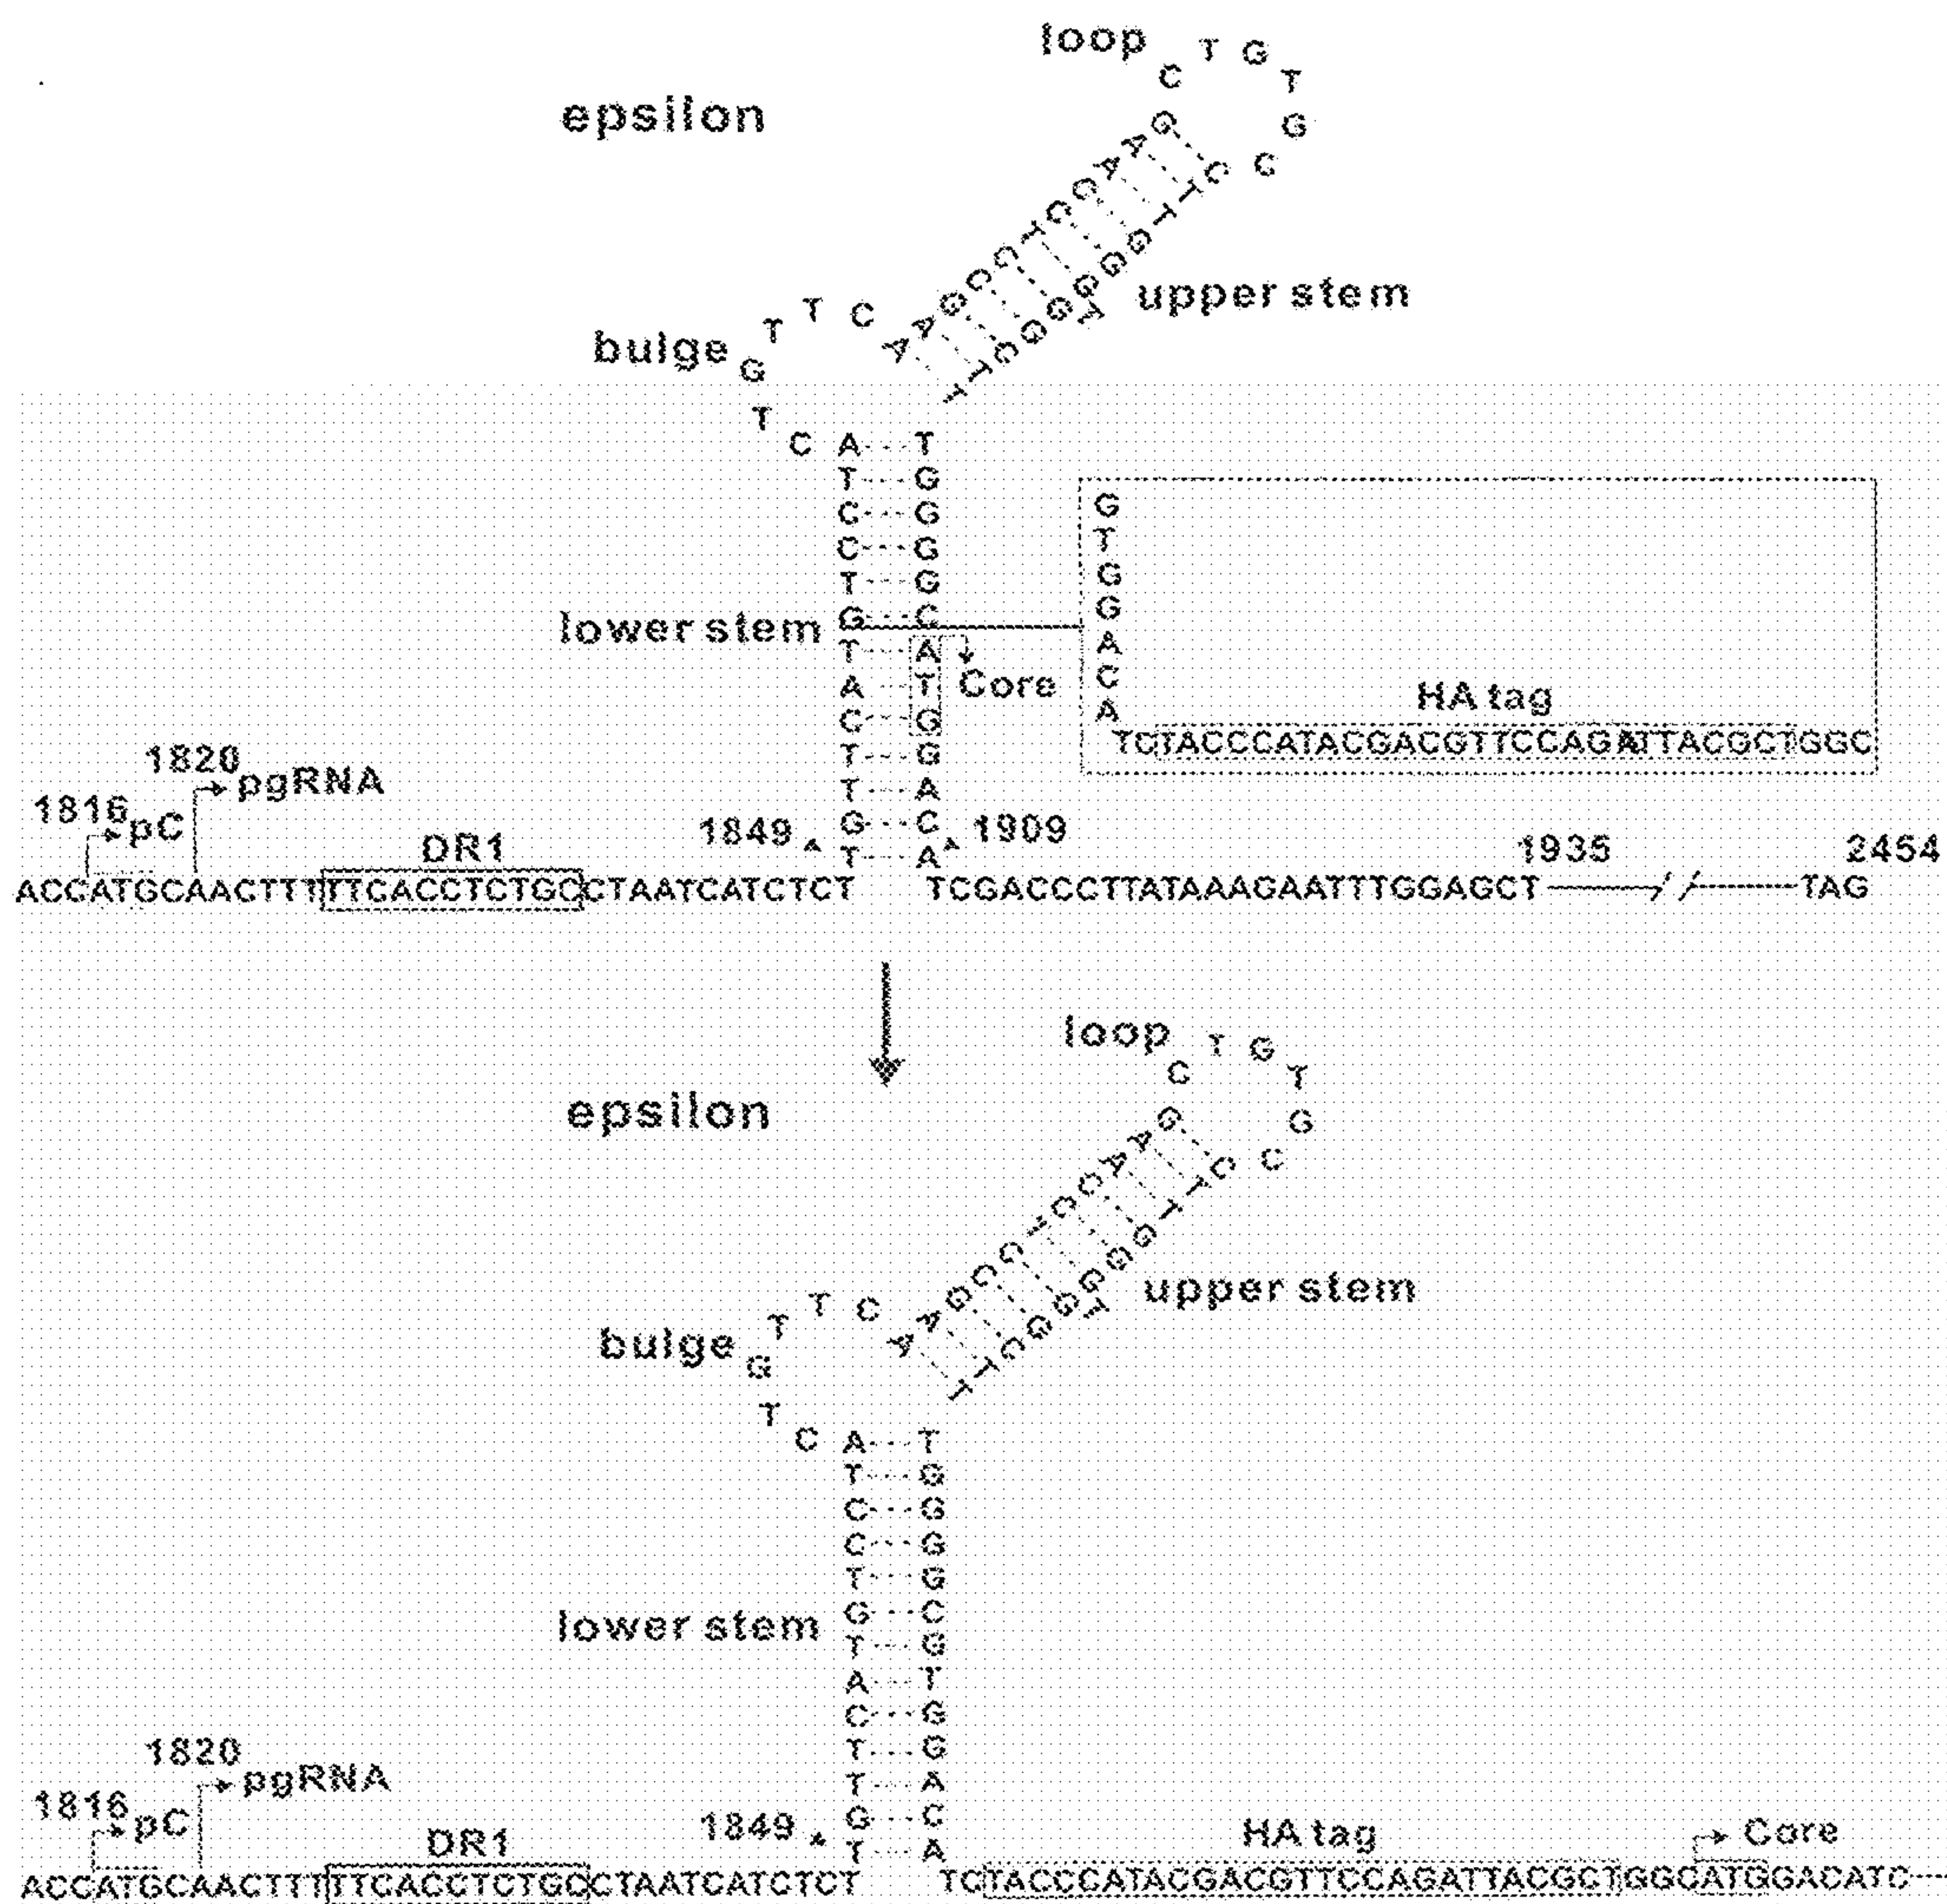 loop
C T G
T
G
C
epsilon
G A A C C T C C G A A
C T T G G G T G G C T T
upper stem
bulge
C T G T T C
A T
T G
C G
C G
T G
G C
lower stem
T A
A T
C G
T G
T A
G C
T A
Core
G
T
G
G
A
C
A
HA tag
TCTACCCATACGACGTTCCAGATTACGCTGGC
1820
pgRNA
1816
pC
DR1
1849
1909
1935
2454
ACCATGCAACTTTTTCACCTCTGCCTAATCATCTCT TCGACCCTTATAAAGAATTTGGAGCT TAG
loop
C T G
T
G
C
epsilon
G A A C C T C C G A A
C T T G G G T G G C T T
upper stem
bulge
C T G T T C
A T
T G
C G
C G
T G
G C
lower stem
T G
A T
C G
T G
T A
G C
T A
1820
pgRNA
1816
pC
DR1
1849
HA tag
Core
ACCATGCAACTTTTTCACCTCTGCCTAATCATCTCT TCTACCCATACGACGTTCCAGATTACGCTGGCATGGACATC